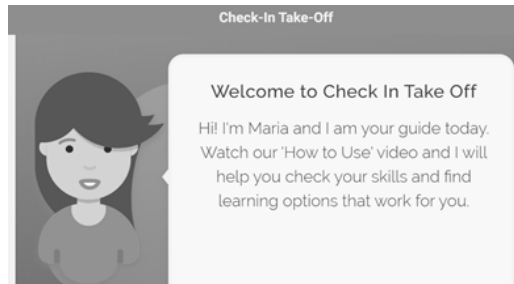 Check-In Take-Off
Welcome to Check In Take Off
Hi! I'm Maria and I am your guide today.
Watch our 'How to Use' video and I will
help you check your skills and find
learning options that work for you.